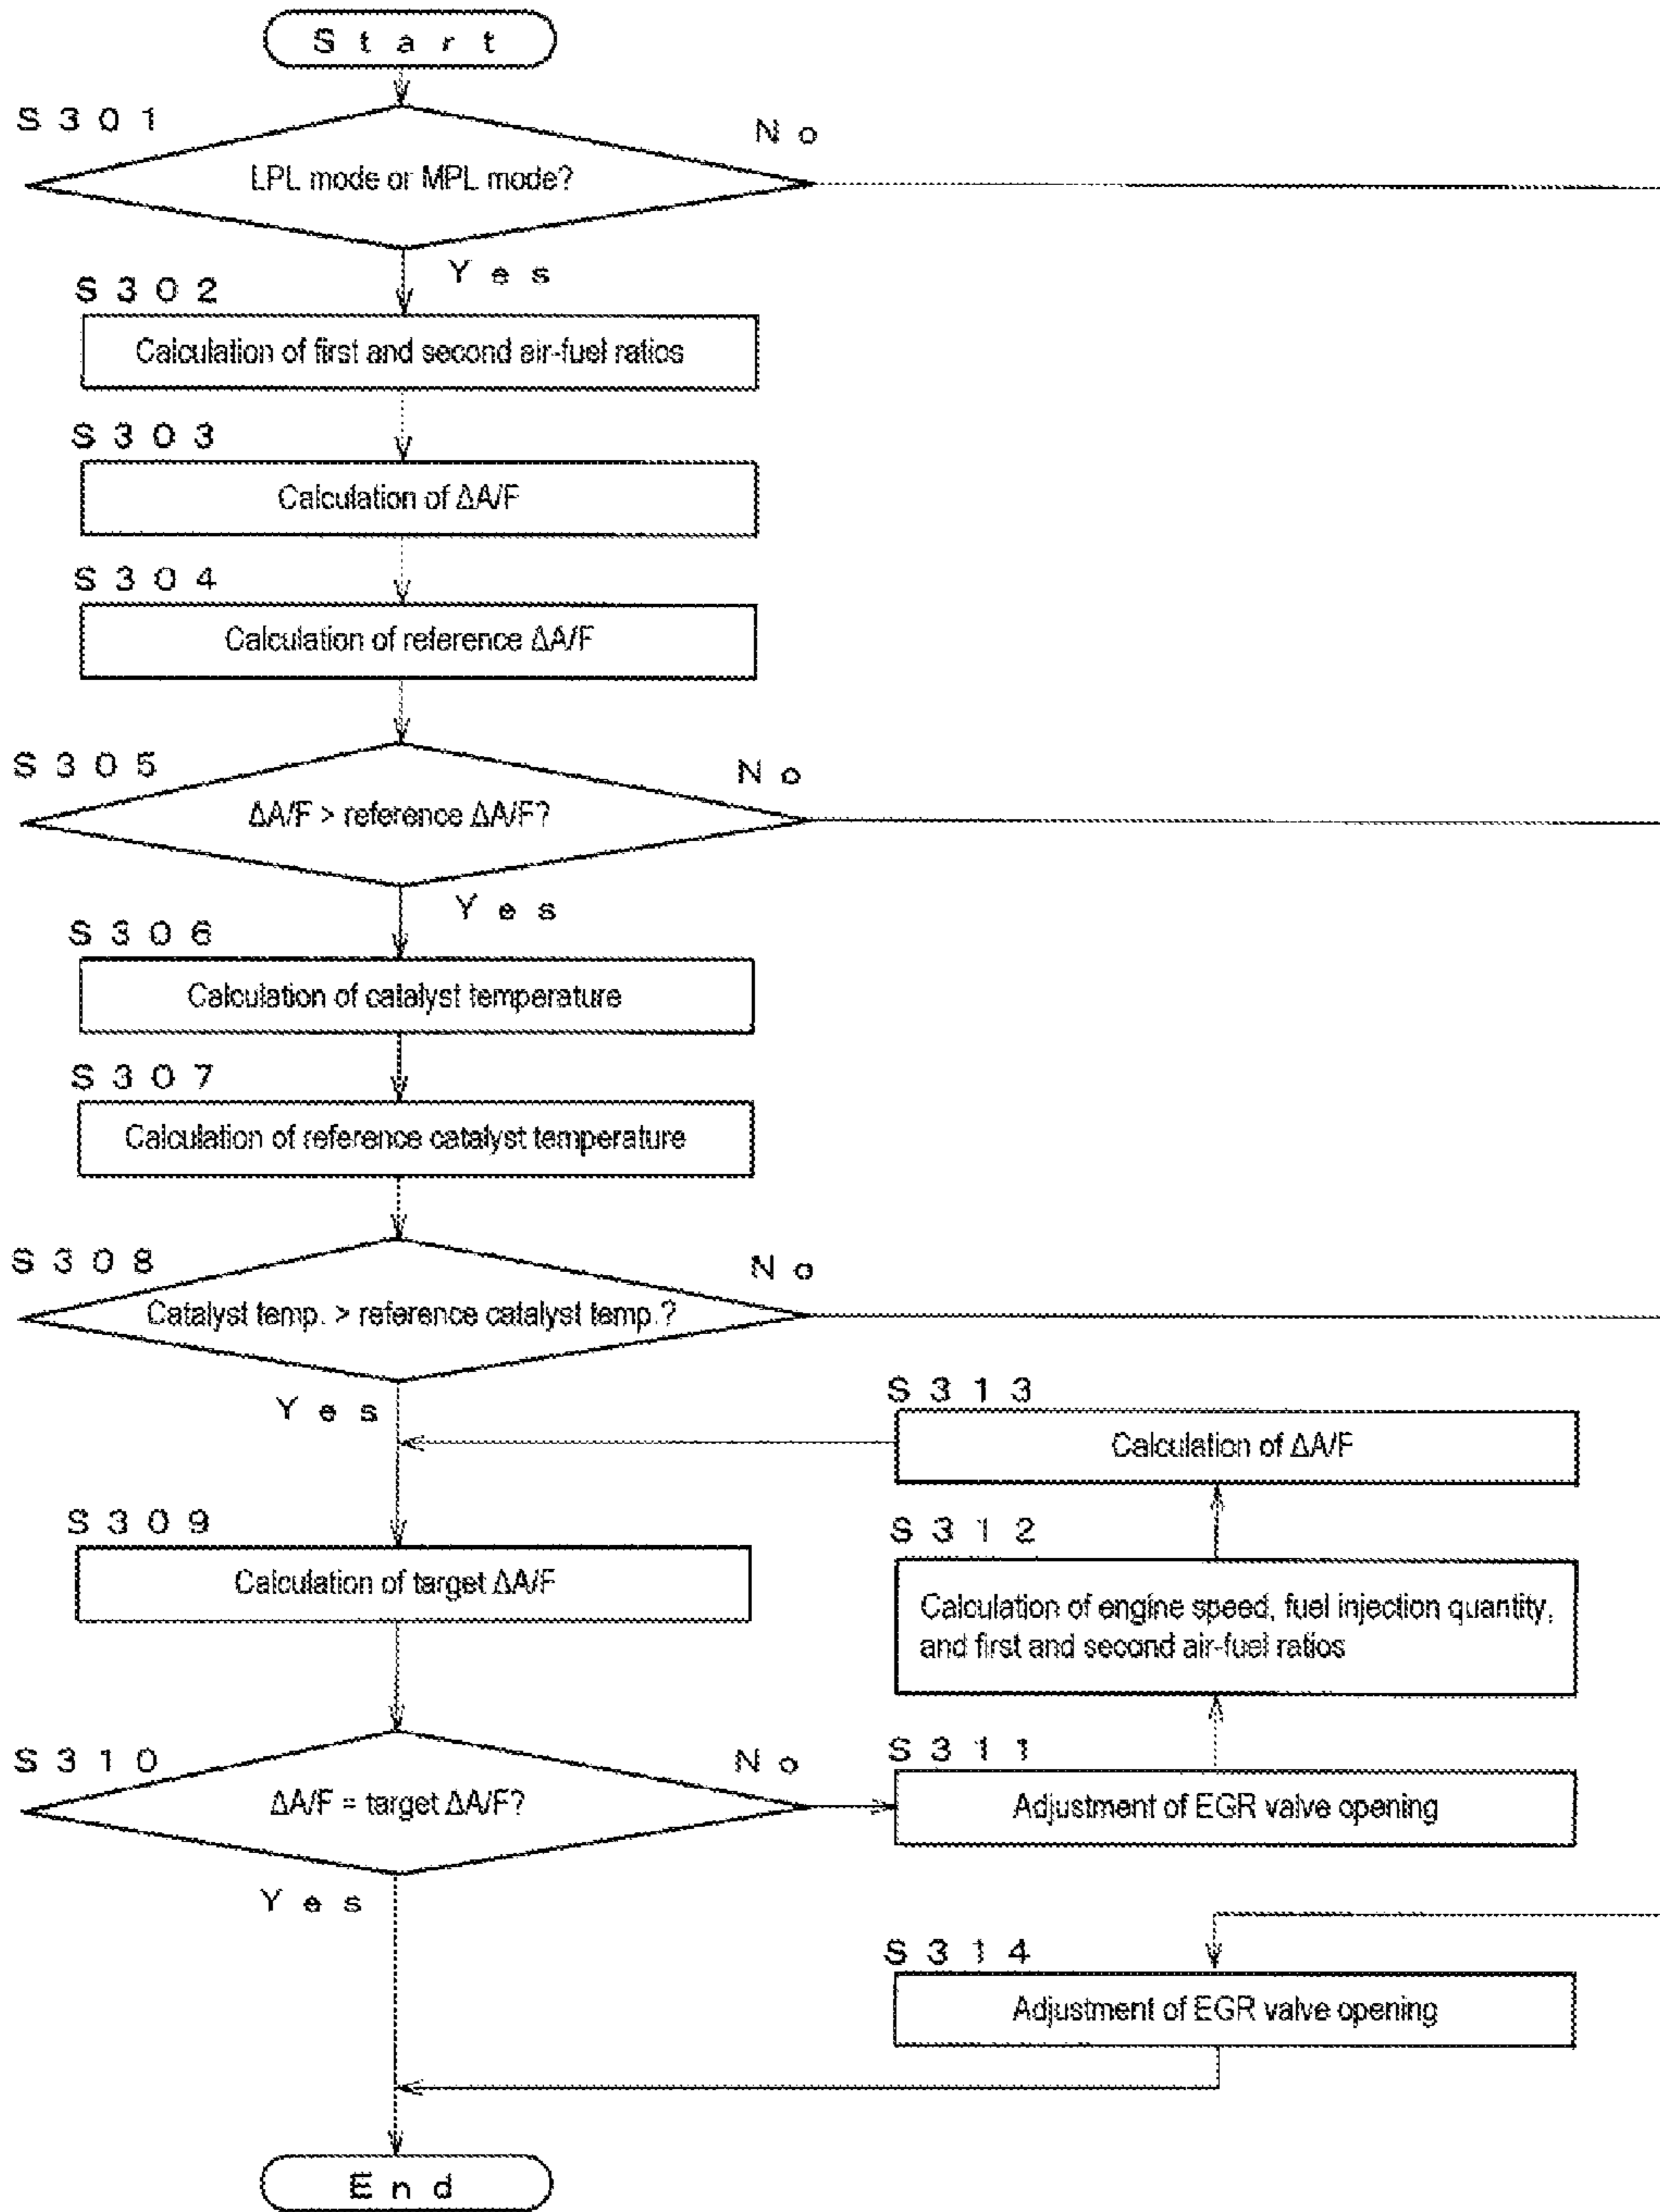 Start
S301
LPL mode or MPL mode?
No
Yes
S302
Calculation of first and second air-fuel ratios
S303
Calculation of ΔA/F
S304
Calculation of reference ΔA/F
S305
ΔA/F > reference ΔA/F?
No
Yes
S306
Calculation of catalyst temperature
S307
Calculation of reference catalyst temperature
S308
Catalyst temp. > reference catalyst temp.?
No
Yes
S313
Calculation of ΔA/F
S309
Calculation of target ΔA/F
S312
Calculation of engine speed, fuel injection quantity,
and first and second air-fuel ratios
S310
ΔA/F = target ΔA/F?
No
Yes
S311
Adjustment of EGR valve opening
S314
Adjustment of EGR valve opening
End